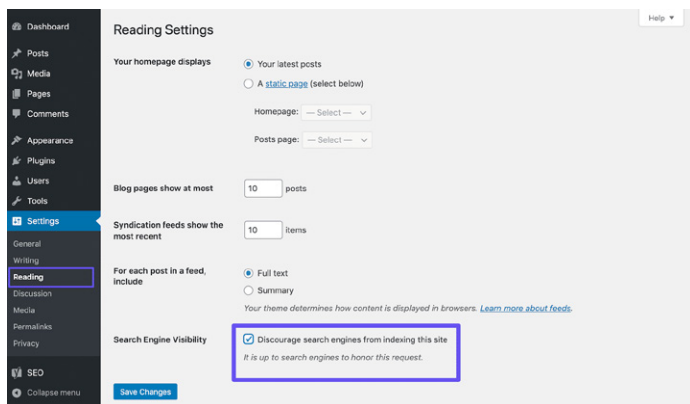 Help ▼
Dashboard
Posts
Media
Pages
Comments
Appearance
Plugins
Users
Tools
Settings
General
Writing
Reading
Discussion
Media
Permalinks
Privacy
SEO
Collapse menu
Reading Settings
Your homepage displays
Your latest posts
A static page (select below)
Homepage: — Select —
Posts page: — Select —
Blog pages show at most 10 posts
Syndication feeds show the
most recent
10 items
For each post in a feed,
include
Full text
Summary
Your theme determines how content is displayed in browsers. Learn more about feeds.
Search Engine Visibility
Discourage search engines from indexing this site
It is up to search engines to honor this request.
Save Changes